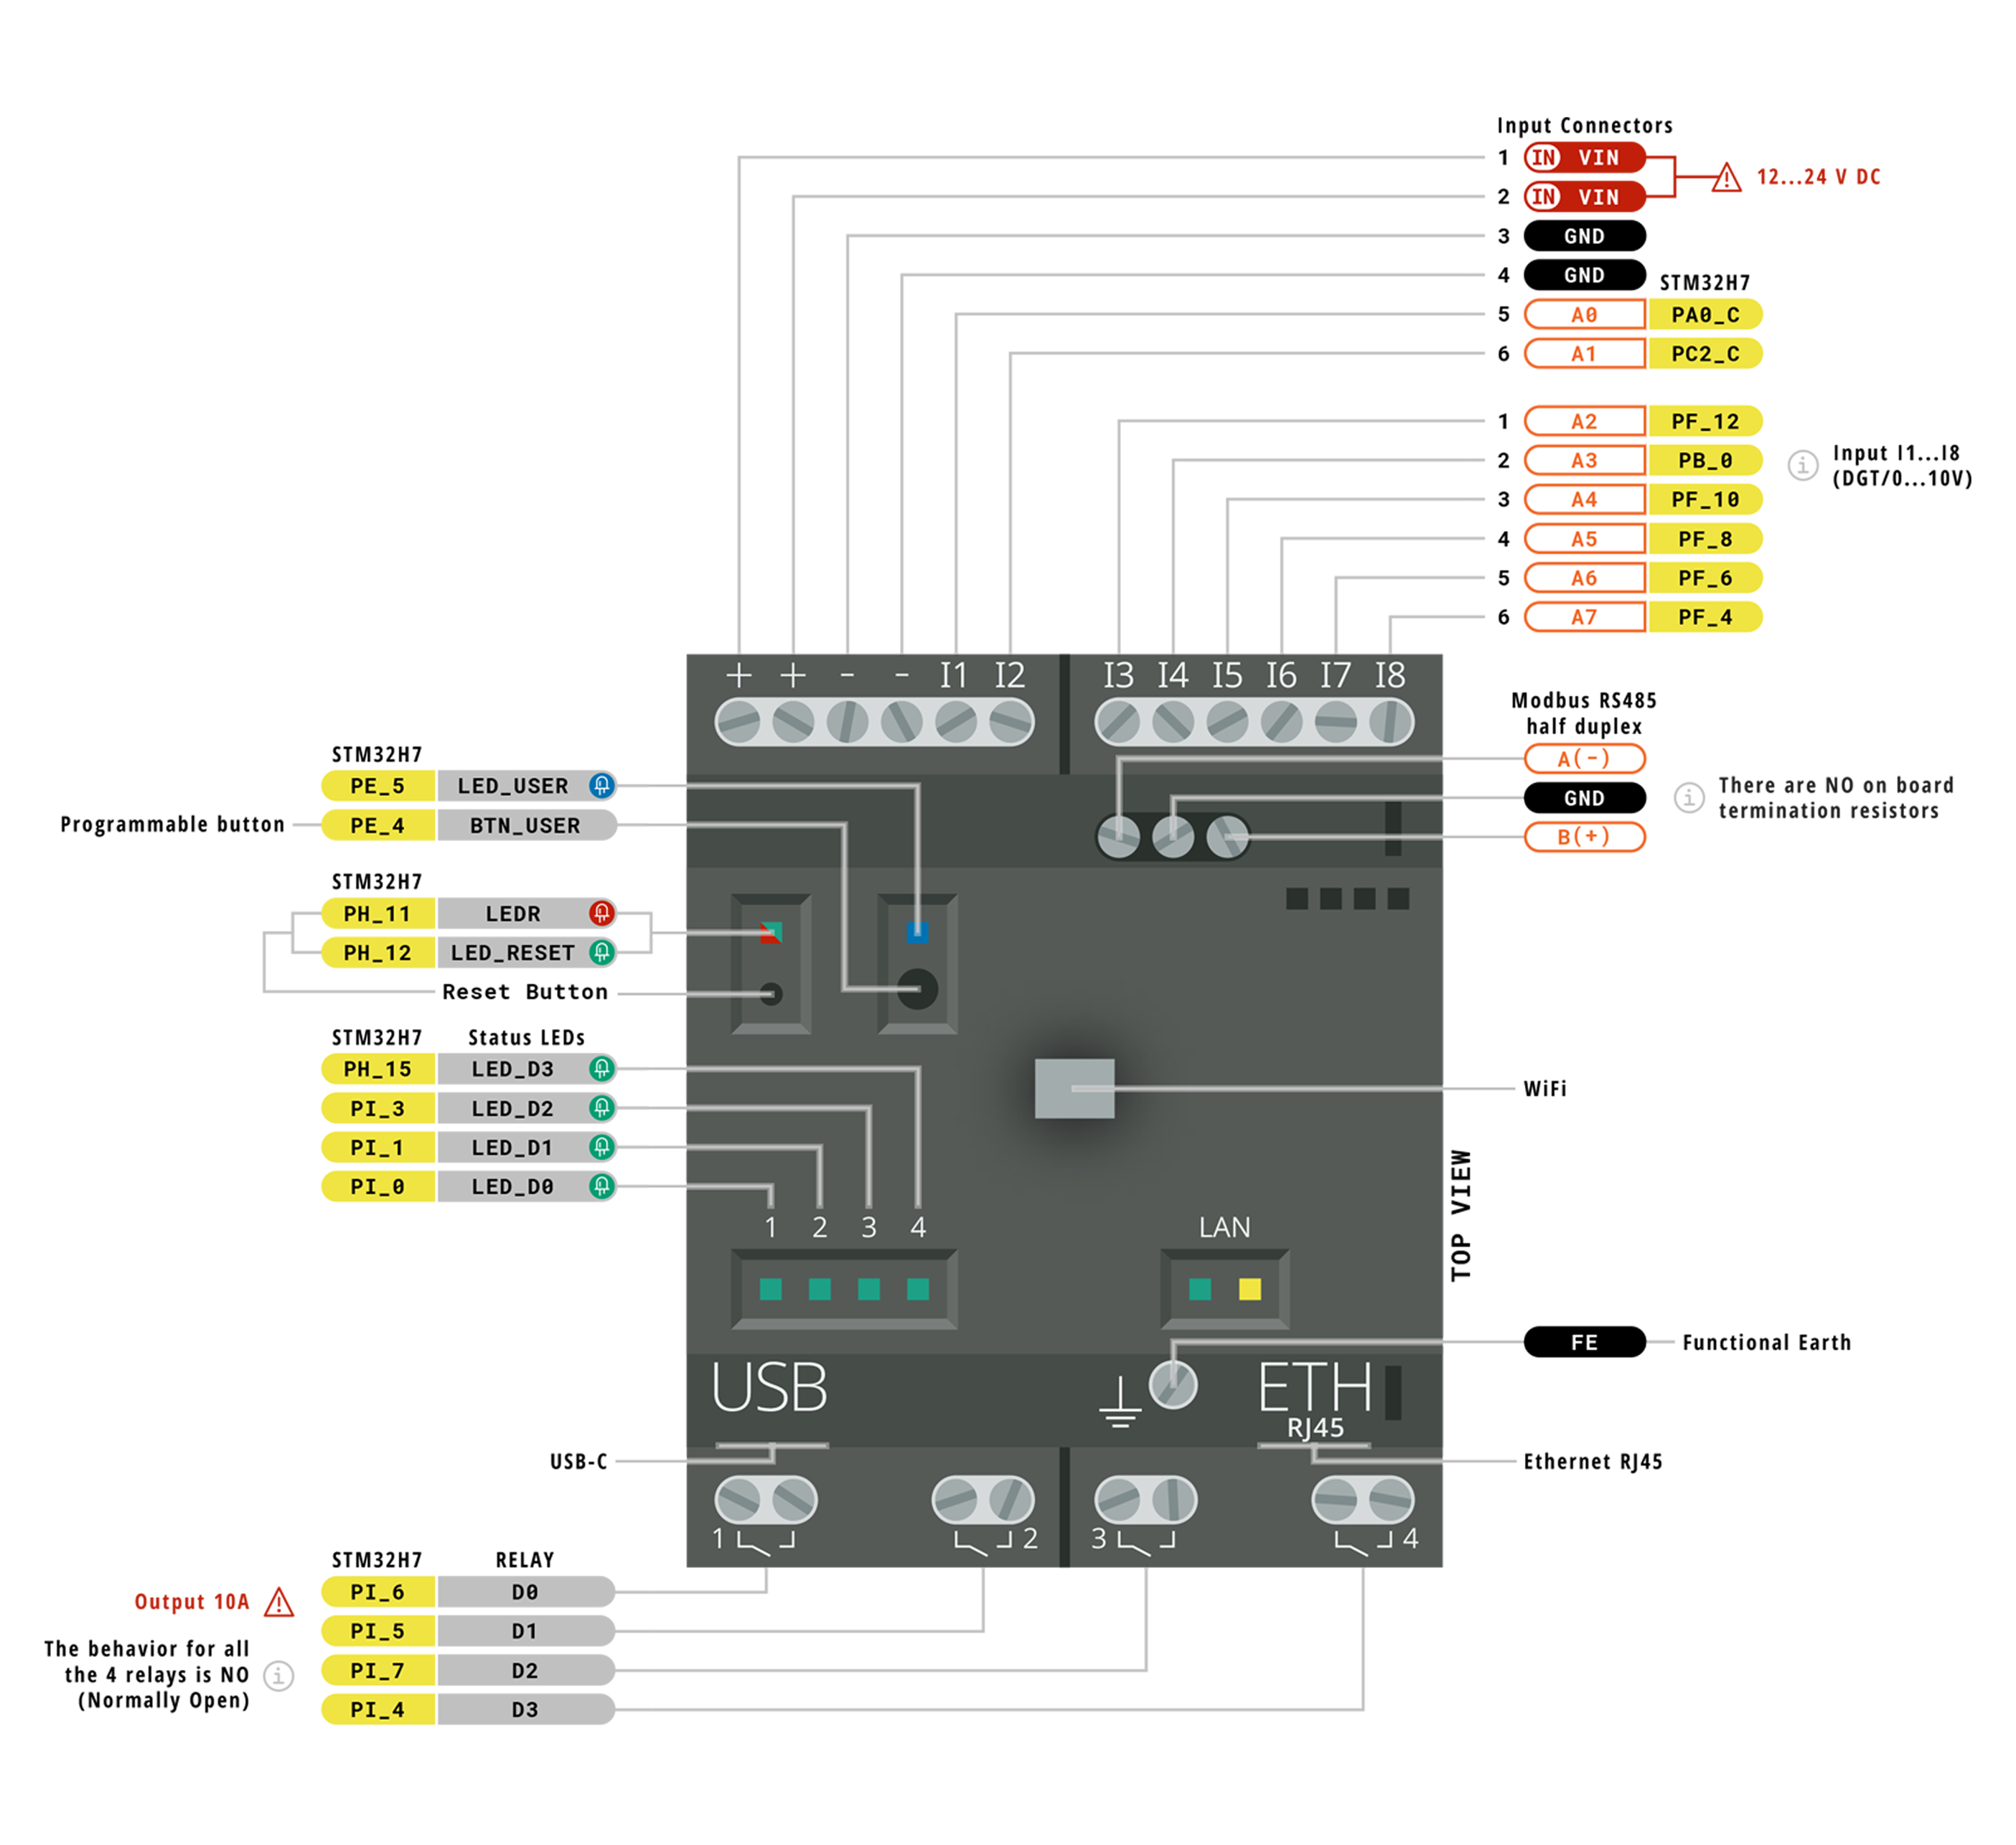 Input Connectors
1 IN VIN
12...24 V DC
2 IN VIN
3 GND
4 GND
STM32H7
5 A0 PA0_C
6 A1 PC2_C
1 A2 PF_12
2 A3 PB_0
Input I1...I8
(DGT/0...10V)
3 A4 PF_10
4 A5 PF_8
5 A6 PF_6
6 A7 PF_4
+ + - - I1 I2 I3 I4 I5 I6 I7 I8
Modbus RS485
half duplex
A(-)
GND
B(+)
There are NO on board
termination resistors
STM32H7
PE_5 LED_USER
Programmable button PE_4 BTN_USER
STM32H7
PH_11 LEDR
PH_12 LED_RESET
Reset Button
STM32H7 Status LEDs
PH_15 LED_D3
PI_3 LED_D2
PI_1 LED_D1
PI_0 LED_D0
WiFi
TOP VIEW
1 2 3 4
LAN
FE Functional Earth
USB
ETH
RJ45
USB-C
Ethernet RJ45
1 2 3 4
STM32H7 RELAY
PI_6 D0
PI_5 D1
PI_7 D2
PI_4 D3
Output 10A
The behavior for all
the 4 relays is NO
(Normally Open)